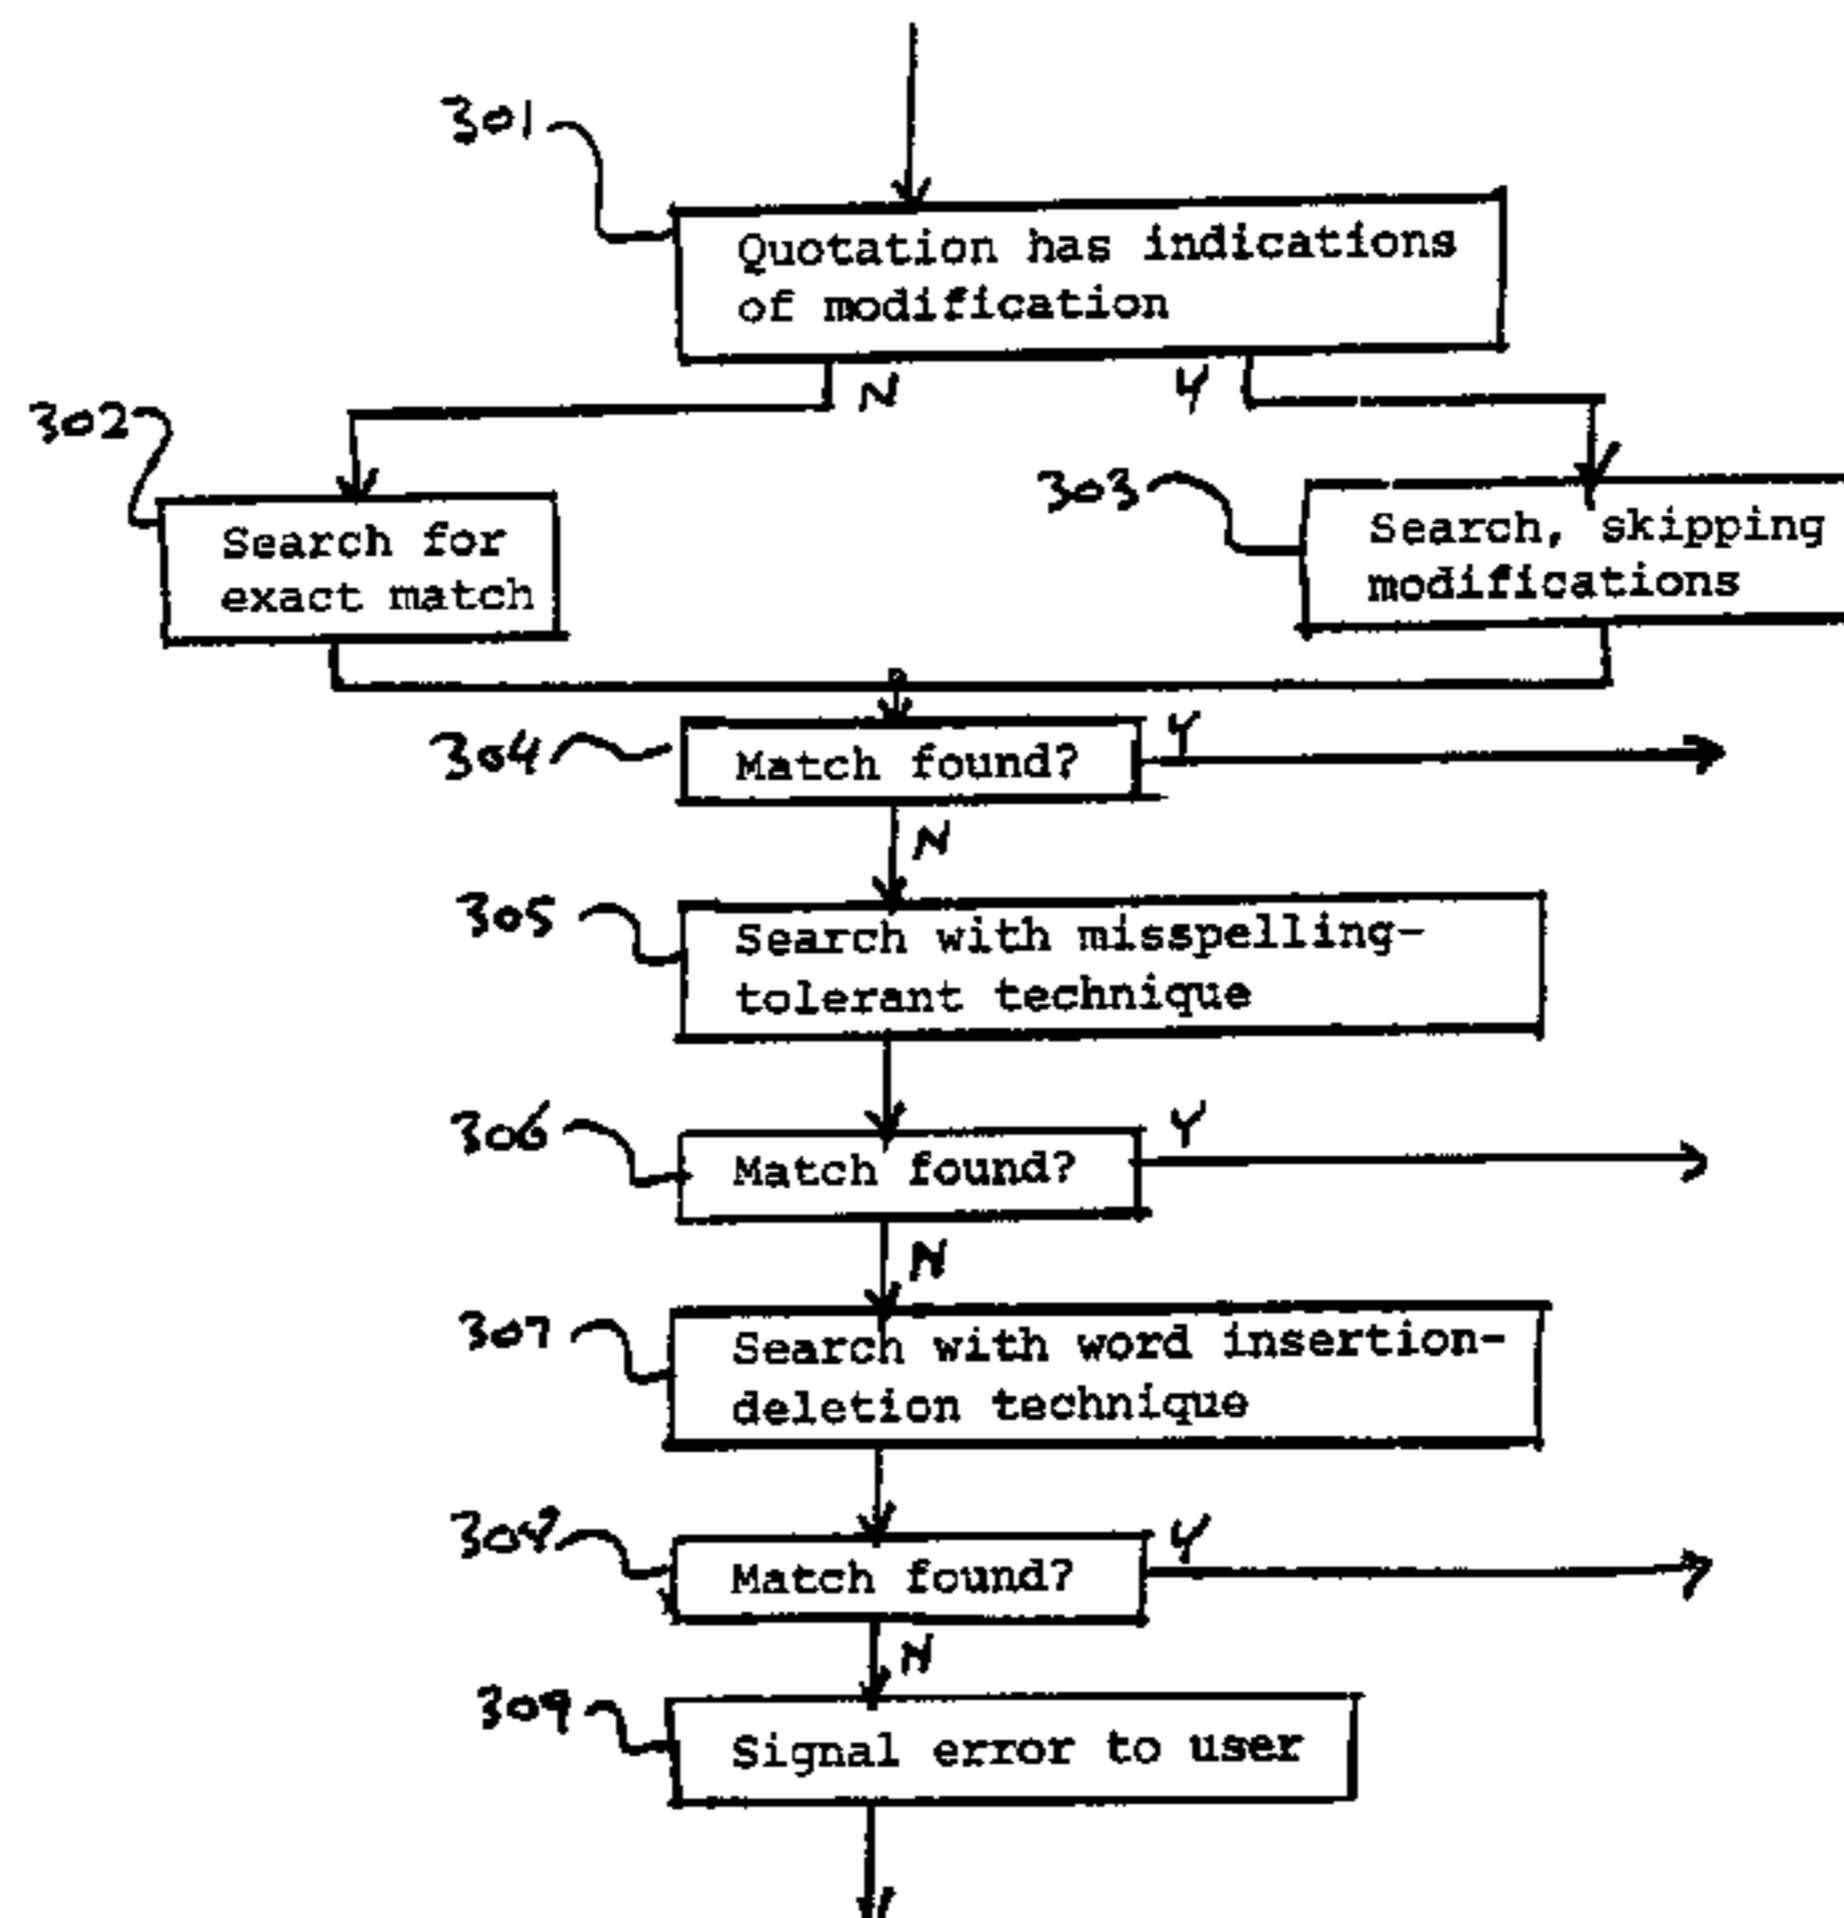 301
Quotation has indications
of modification
N
Y
302
Search for
exact match
303
Search, skipping
modifications
304
Match found?
Y
N
305
Search with misspelling-
tolerant technique
306
Match found?
Y
N
307
Search with word insertion-
deletion technique
308
Match found?
Y
N
309
Signal error to user